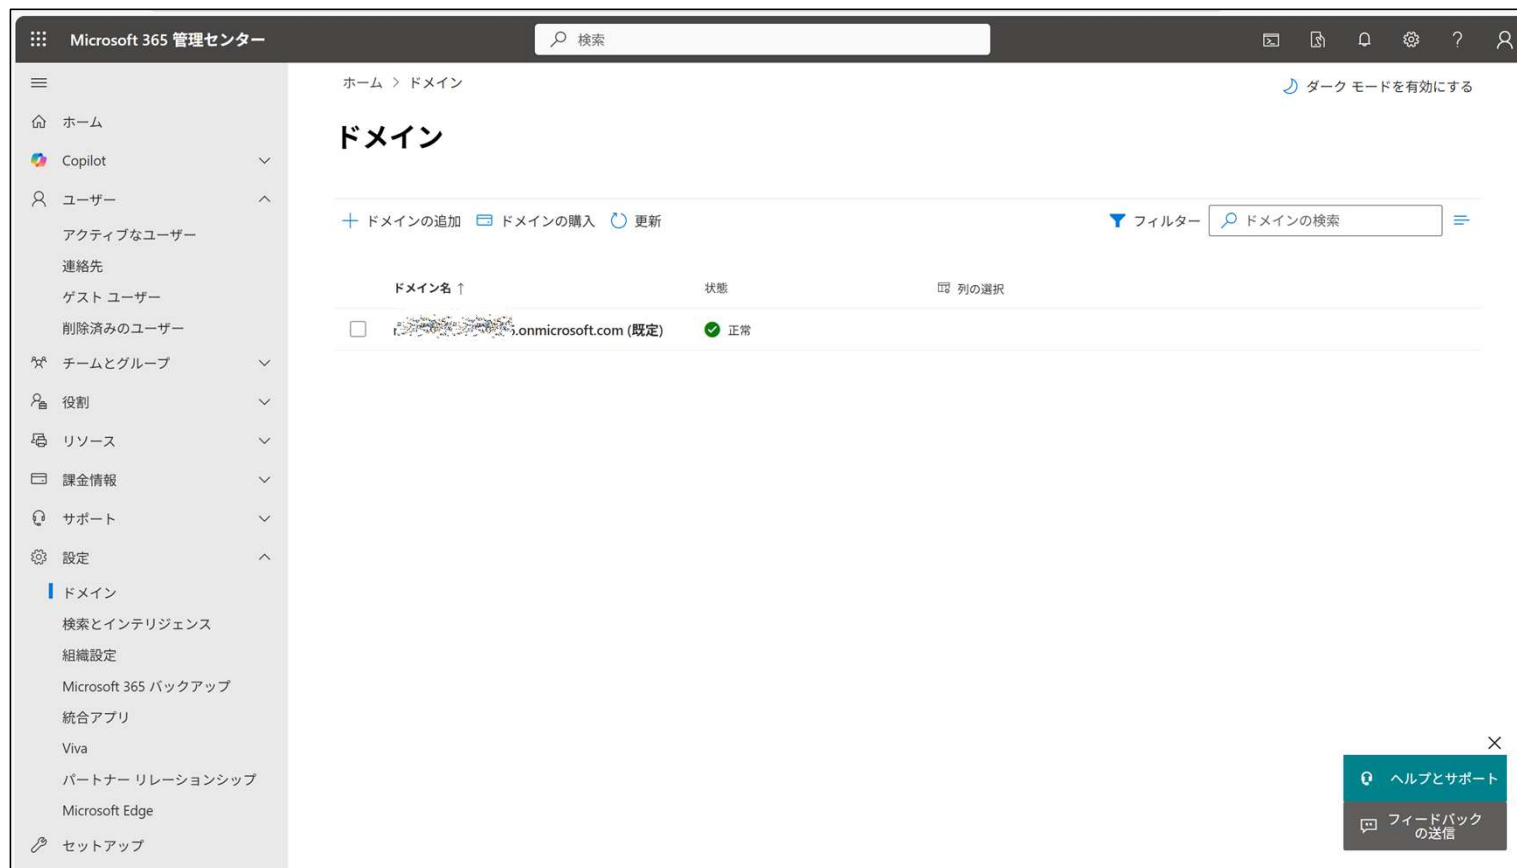 Microsoft 365 管理センター
検索
ホーム > ドメイン
ダーク モードを有効にする
ホーム
Copilot
ユーザー
アクティブなユーザー
連絡先
ゲスト ユーザー
削除済みのユーザー
チームとグループ
役割
リソース
課金情報
サポート
設定
ドメイン
検索とインテリジェンス
組織設定
Microsoft 365 バックアップ
統合アプリ
Viva
パートナー リレーションシップ
Microsoft Edge
セットアップ
ドメイン
ドメインの追加 ドメインの購入 更新
フィルター ドメインの検索
ドメイン名 ↑ 状態 列の選択
.onmicrosoft.com (既定) 正常
ヘルプとサポート
フィードバック
の送信